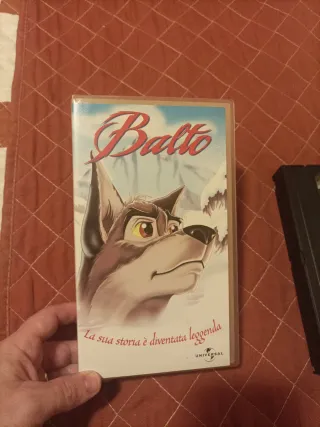 Balto
La sua storia è diventata leggenda
UNIVERSAL